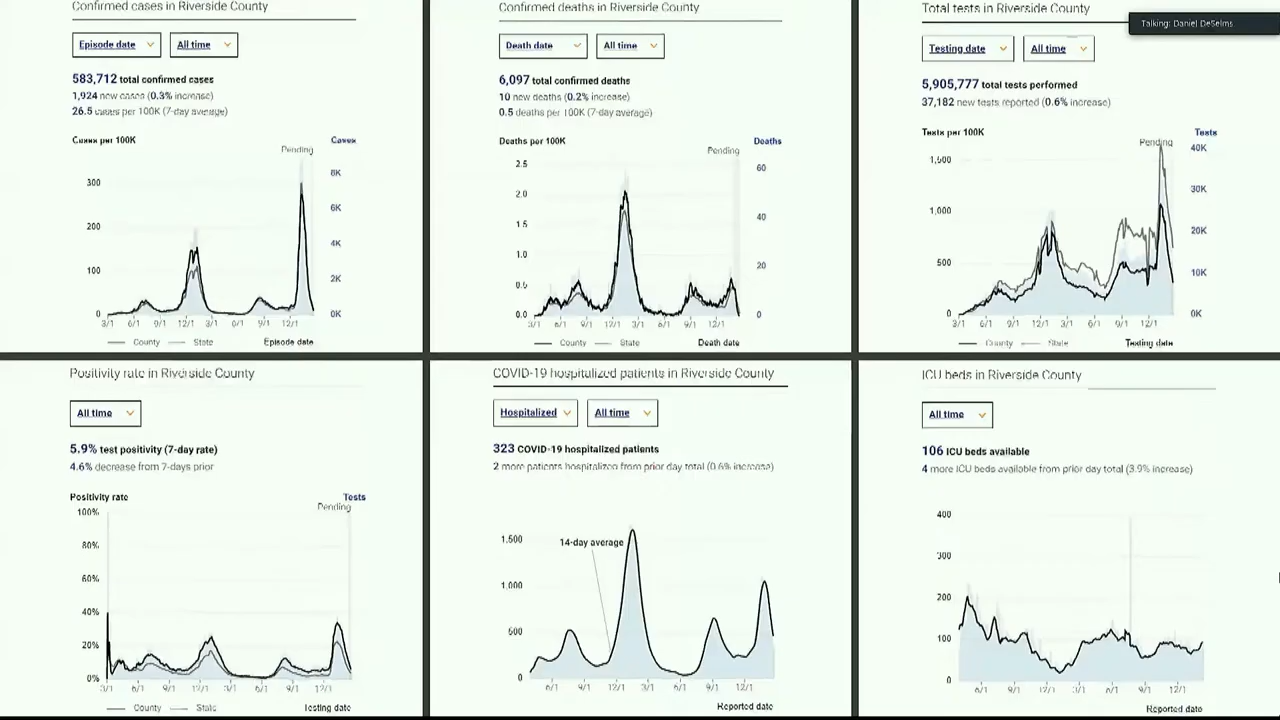 Confirmed cases in Riverside County
Episode date All time
583,712 total confirmed cases
1,924 new cases (0.3% increase)
26.5 cases per 100K (7-day average)
Cases per 100K Cases
Pending
8K
300
6K
200
4K
100
2K
0 0K
3/1 6/1 9/1 12/1 3/1 6/1 9/1 12/1
County State Episode date
Confirmed deaths in Riverside County
Death date All time
6,097 total confirmed deaths
10 new deaths (0.2% increase)
0.5 deaths per 100K (7-day average)
Deaths per 100K Deaths
Pending
2.5 60
2.0
1.5 40
1.0
20
0.5
0.0 0
3/1 6/1 9/1 12/1 3/1 6/1 9/1 12/1
County State Death date
Total tests in Riverside County
Talking: Daniel DeSelms
Testing date All time
5,905,777 total tests performed
37,182 new tests reported (0.6% increase)
Tests per 100K Tests
Pending
40K
1,500
30K
1,000
20K
500
10K
0 0K
3/1 6/1 9/1 12/1 3/1 6/1 9/1 12/1
County State Testing date
Positivity rate in Riverside County
All time
5.9% test positivity (7-day rate)
4.6% decrease from 7-days prior
Positivity rate Tests
Pending
100%
80%
60%
40%
20%
0%
3/1 6/1 9/1 12/1 3/1 6/1 9/1 12/1
County State Testing date
COVID-19 hospitalized patients in Riverside County
Hospitalized All time
323 COVID-19 hospitalized patients
2 more patients hospitalized from prior day total (0.6% increase)
1,500
14-day average
1,000
500
0
6/1 9/1 12/1 3/1 6/1 9/1 12/1
Reported date
ICU beds in Riverside County
All time
106 ICU beds available
4 more ICU beds available from prior day total (3.9% increase)
400
300
200
100
0
6/1 9/1 12/1 3/1 6/1 9/1 12/1
Reported date